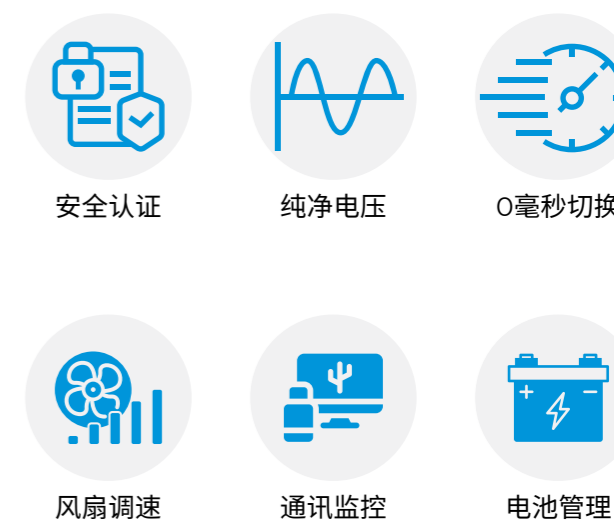 安全认证
纯净电压
0毫秒切换
风扇调速
通讯监控
电池管理